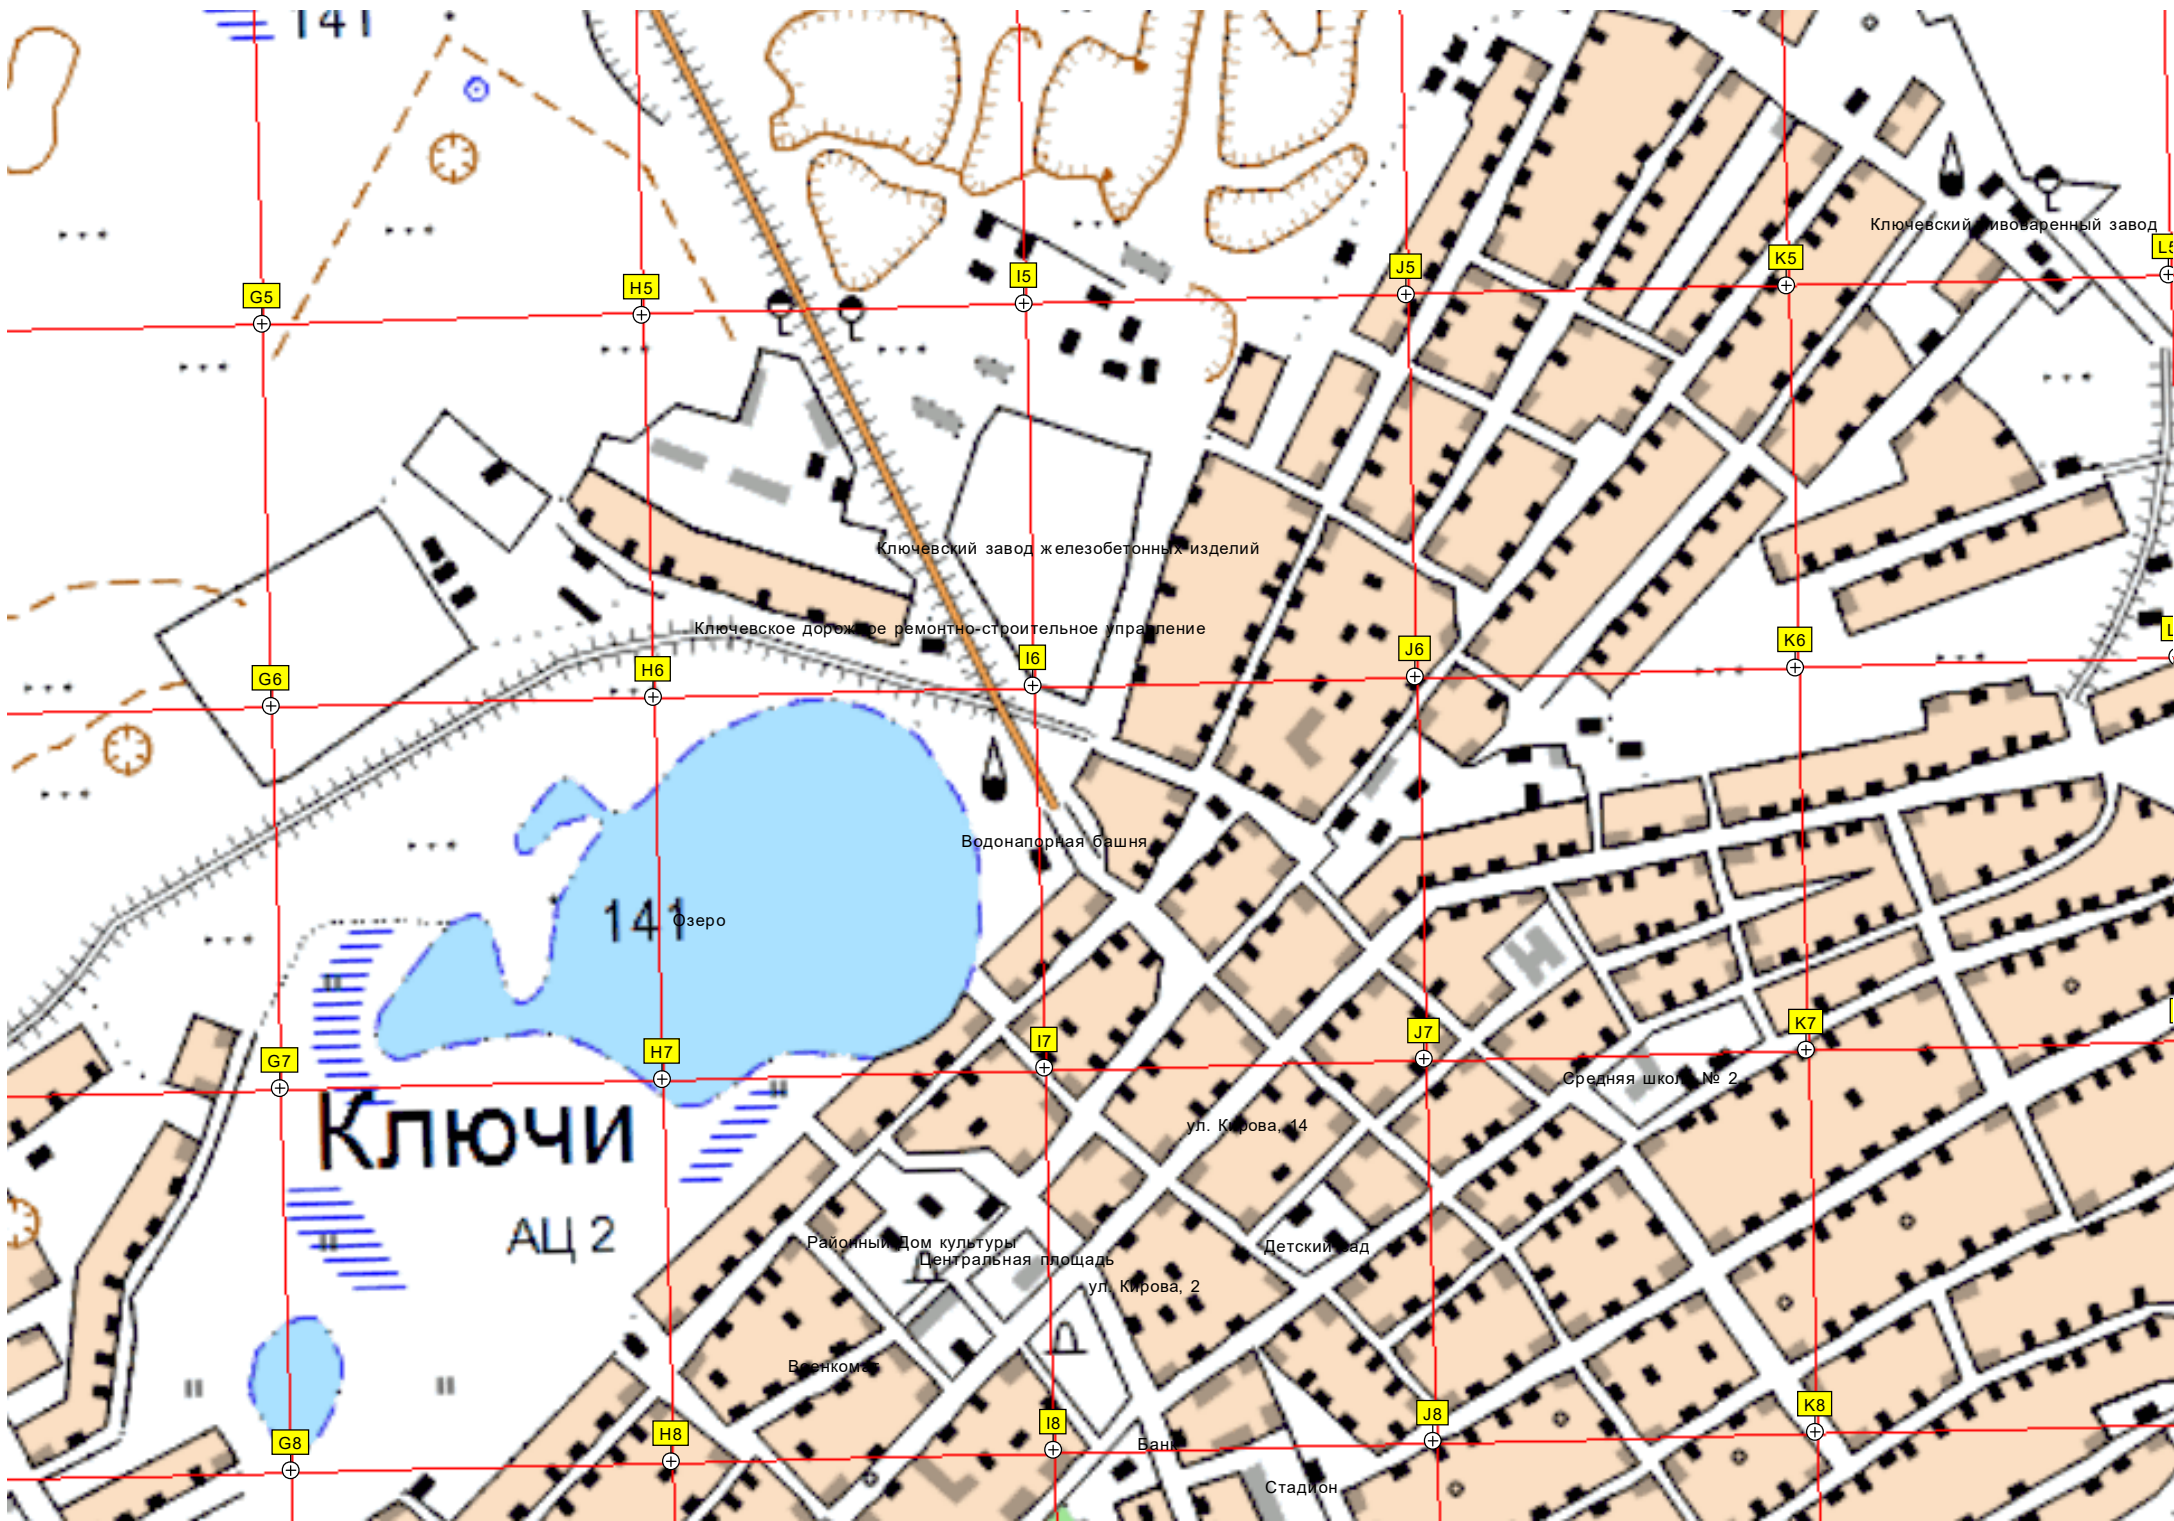 141
Ключевский пивоваренный завод
L5
K5
J5
I5
H5
G5
Ключевский завод железобетонных изделий
Ключевское дорожное ремонтно-строительное управление
K6
J6
I6
H6
G6
Водонапорная башня
141
Озеро
K7
J7
I7
H7
G7
Средняя школа № 2
Ключи
ул. Кирова, 14
АЦ 2
Районный Дом культуры
Детский сад
Центральная площадь
ул. Кирова, 2
Военкомат
K8
J8
I8
H8
G8
Банк
Стадион